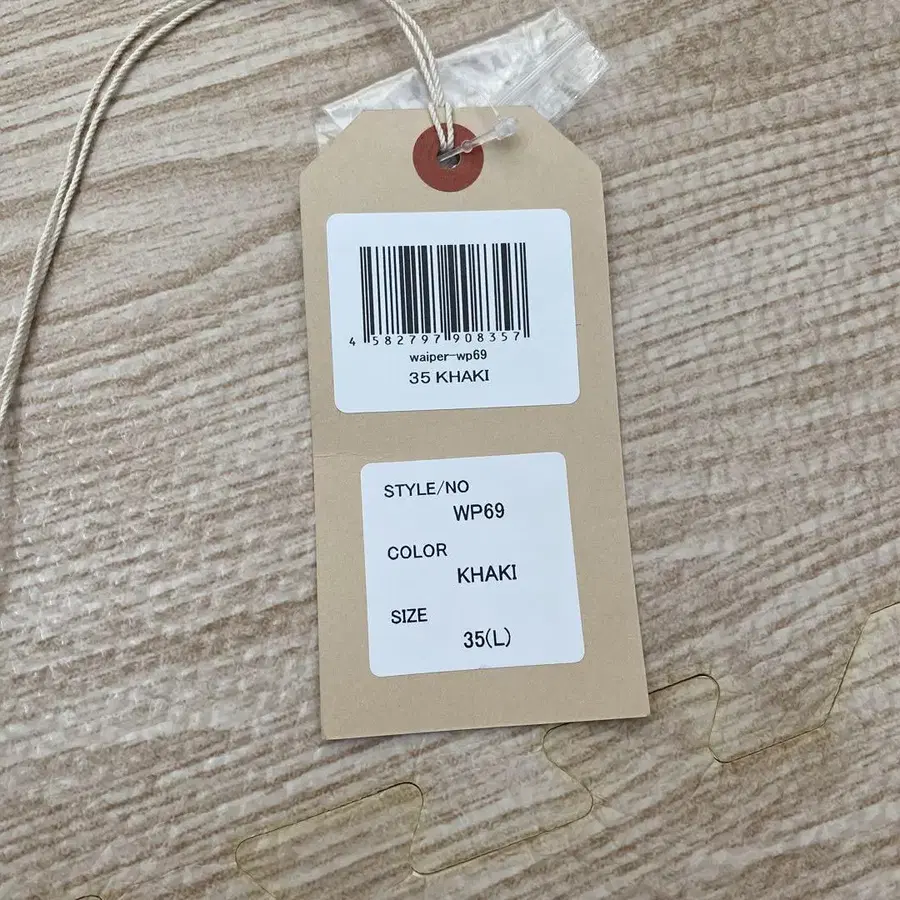 4 582797 908357
waiper-wp69
35 KHAKI
STYLE/NO
WP69
COLOR
KHAKI
SIZE
35(L)